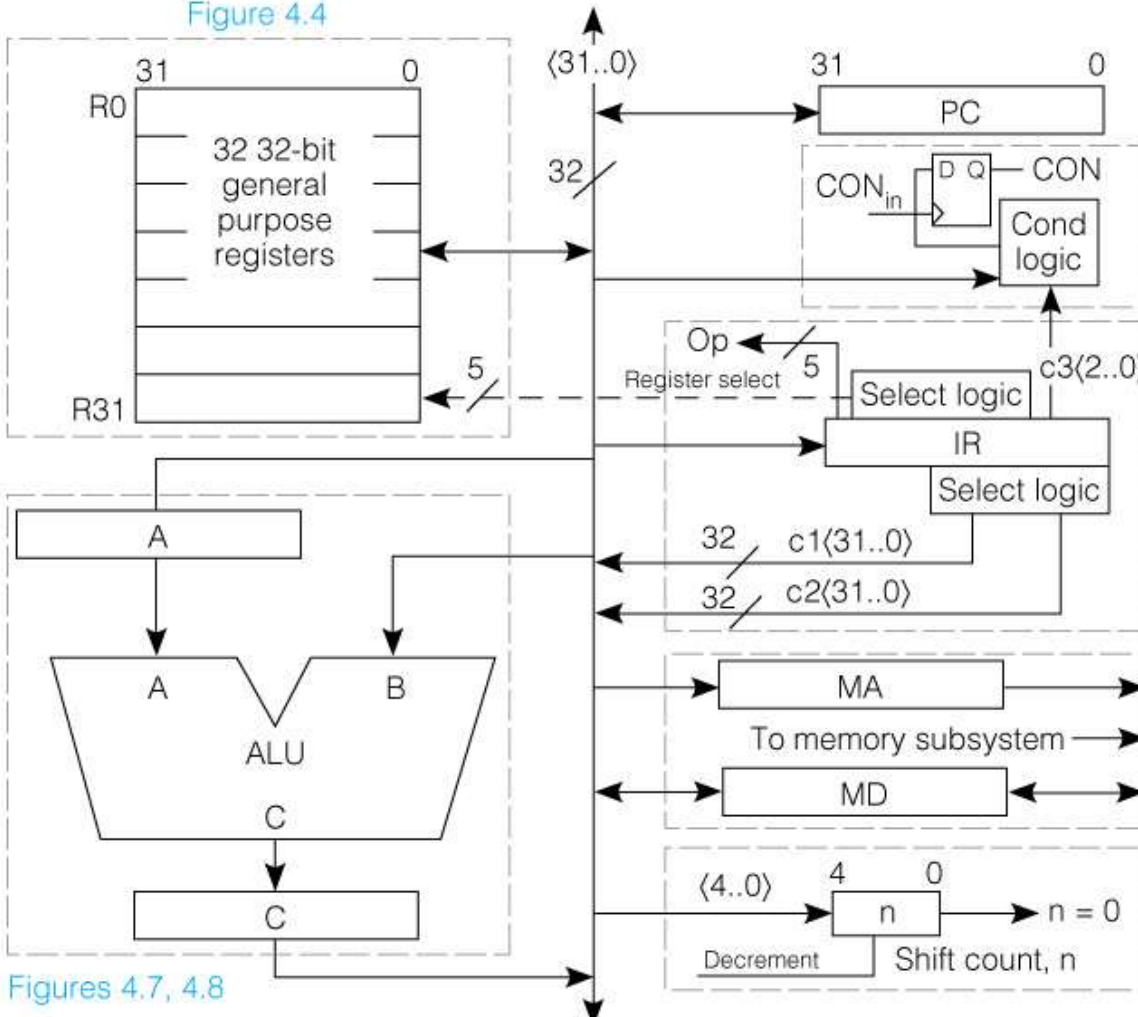 Figure 4.4
31 0
R0
32 32-bit
general
purpose
registers
R31
5
⟨31..0⟩
32
31 0
PC
CON_in
D Q
CON
Cond
logic
Op
5
Register select
Select logic
c3⟨2..0⟩
IR
Select logic
32 c1⟨31..0⟩
32 c2⟨31..0⟩
A
A B
ALU
C
C
MA
To memory subsystem
MD
⟨4..0⟩
4 0
n
n = 0
Decrement
Shift count, n
Figures 4.7, 4.8